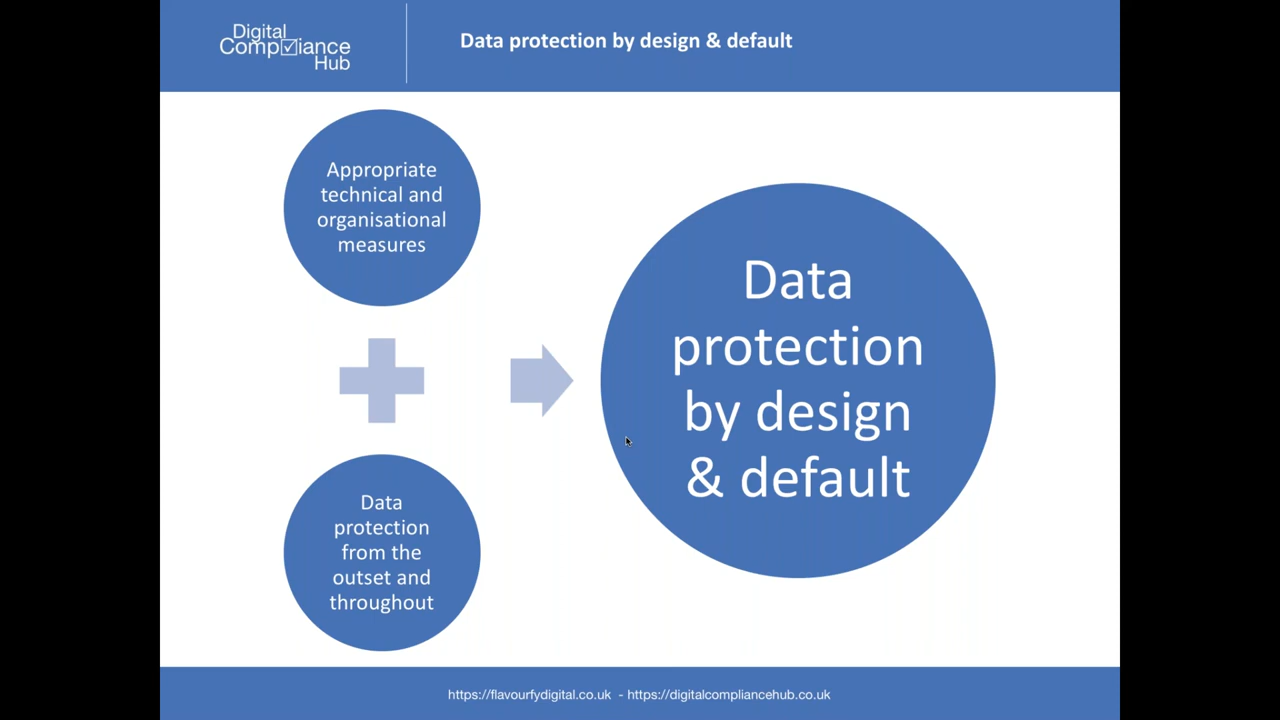 Digital
Compliance
Hub
Data protection by design & default
Appropriate
technical and
organisational
measures
Data
protection
from the
outset and
throughout
Data
protection
by design
& default
https://flavourfydigital.co.uk - https://digitalcompliancehub.co.uk